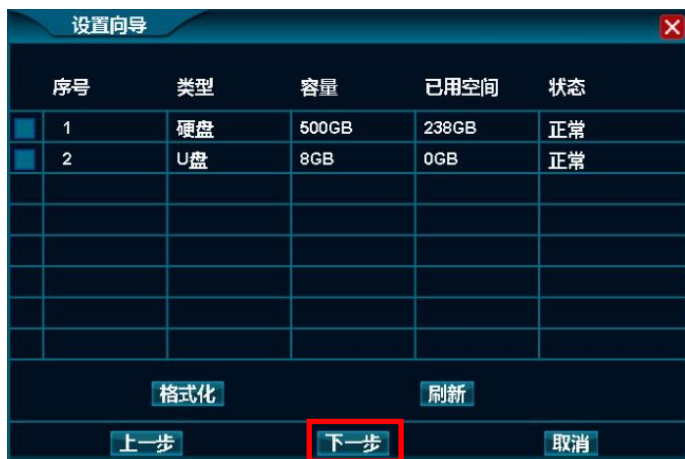 设置向导
序号 类型 容量 已用空间 状态
1 硬盘 500GB 238GB 正常
2 U盘 8GB 0GB 正常
格式化 刷新
上一步 下一步 取消